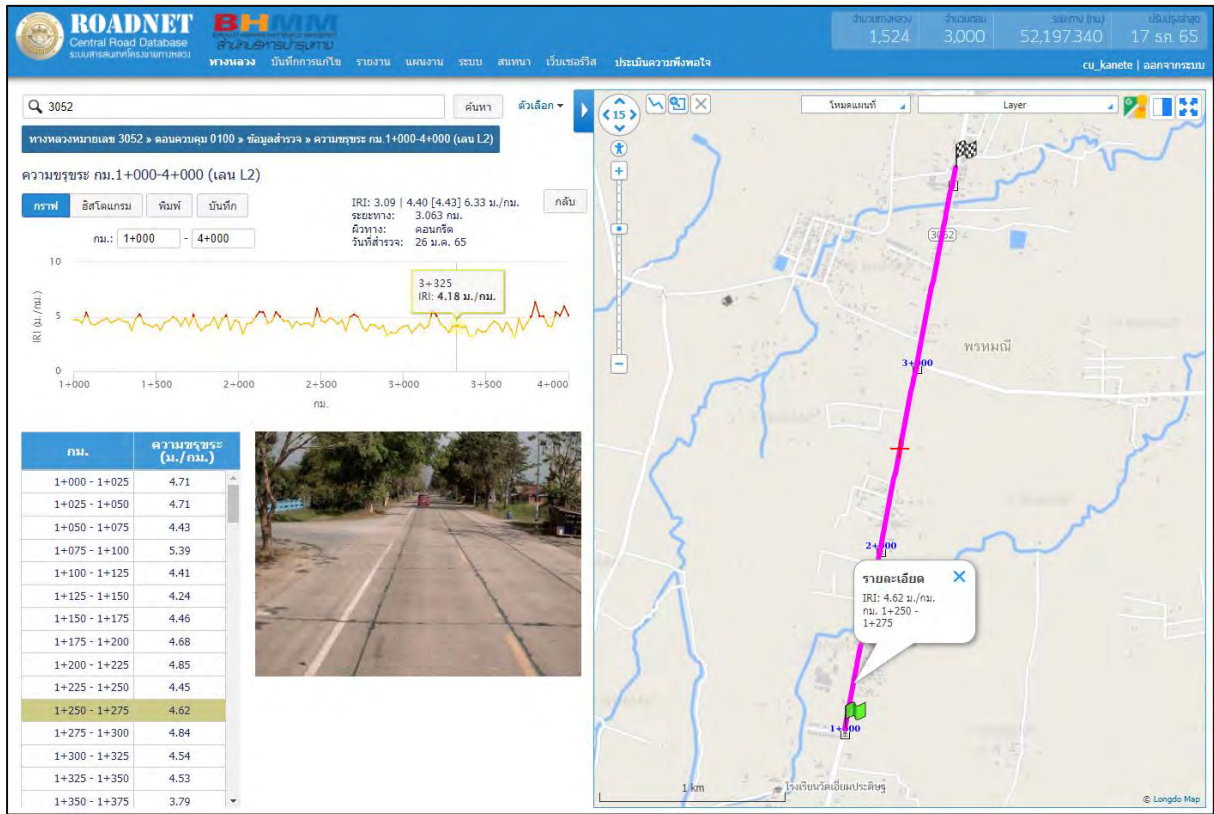 ROADNET
Central Road Database
ระบบสารสนเทศโครงข่ายทางหลวง
BHMM
สำนักบริหารบำรุงทาง
ทางหลวง บันทึกการแก้ไข รายงาน แผนงาน ระบบ สนทนา เว็บเซอร์วิส ประเมินความพึงพอใจ
จำนวนทางหลวง จำนวนตอน ระยะทาง (กม.) ปรับปรุงล่าสุด
1,524 3,000 52,197.340 17 ธ.ค. 65
cu_kanete | ออกจากระบบ
3052 ค้นหา ตัวเลือก
ทางหลวงหมายเลข 3052 » ตอนควบคุม 0100 » ข้อมูลสำรวจ » ความขรุขระ กม.1+000-4+000 (เลน L2)
ความขรุขระ กม.1+000-4+000 (เลน L2)
กราฟ ฮิสโตแกรม พิมพ์ บันทึก
IRI: 3.09 | 4.40 [4.43] 6.33 ม./กม. กลับ
ระยะทาง: 3.063 กม.
ผิวทาง: คอนกรีต
วันที่สำรวจ: 26 ม.ค. 65
กม.: 1+000 - 4+000
10
5
0
IRI (ม./กม.)
3+325
IRI: 4.18 ม./กม.
1+000 1+500 2+000 2+500 3+000 3+500 4+000
กม.
กม. ความขรุขระ (ม./กม.)
1+000 - 1+025 4.71
1+025 - 1+050 4.71
1+050 - 1+075 4.43
1+075 - 1+100 5.39
1+100 - 1+125 4.41
1+125 - 1+150 4.24
1+150 - 1+175 4.46
1+175 - 1+200 4.68
1+200 - 1+225 4.85
1+225 - 1+250 4.45
1+250 - 1+275 4.62
1+275 - 1+300 4.84
1+300 - 1+325 4.54
1+325 - 1+350 4.53
1+350 - 1+375 3.79
15
โหมดแผนที่ Layer
3052
พรหมณี
3+000
2+000
รายละเอียด
IRI: 4.62 ม./กม.
กม. 1+250 -
1+275
1+000
1 km
โรงเรียนวัดเอี่ยมประดิษฐ์
© Longdo Map